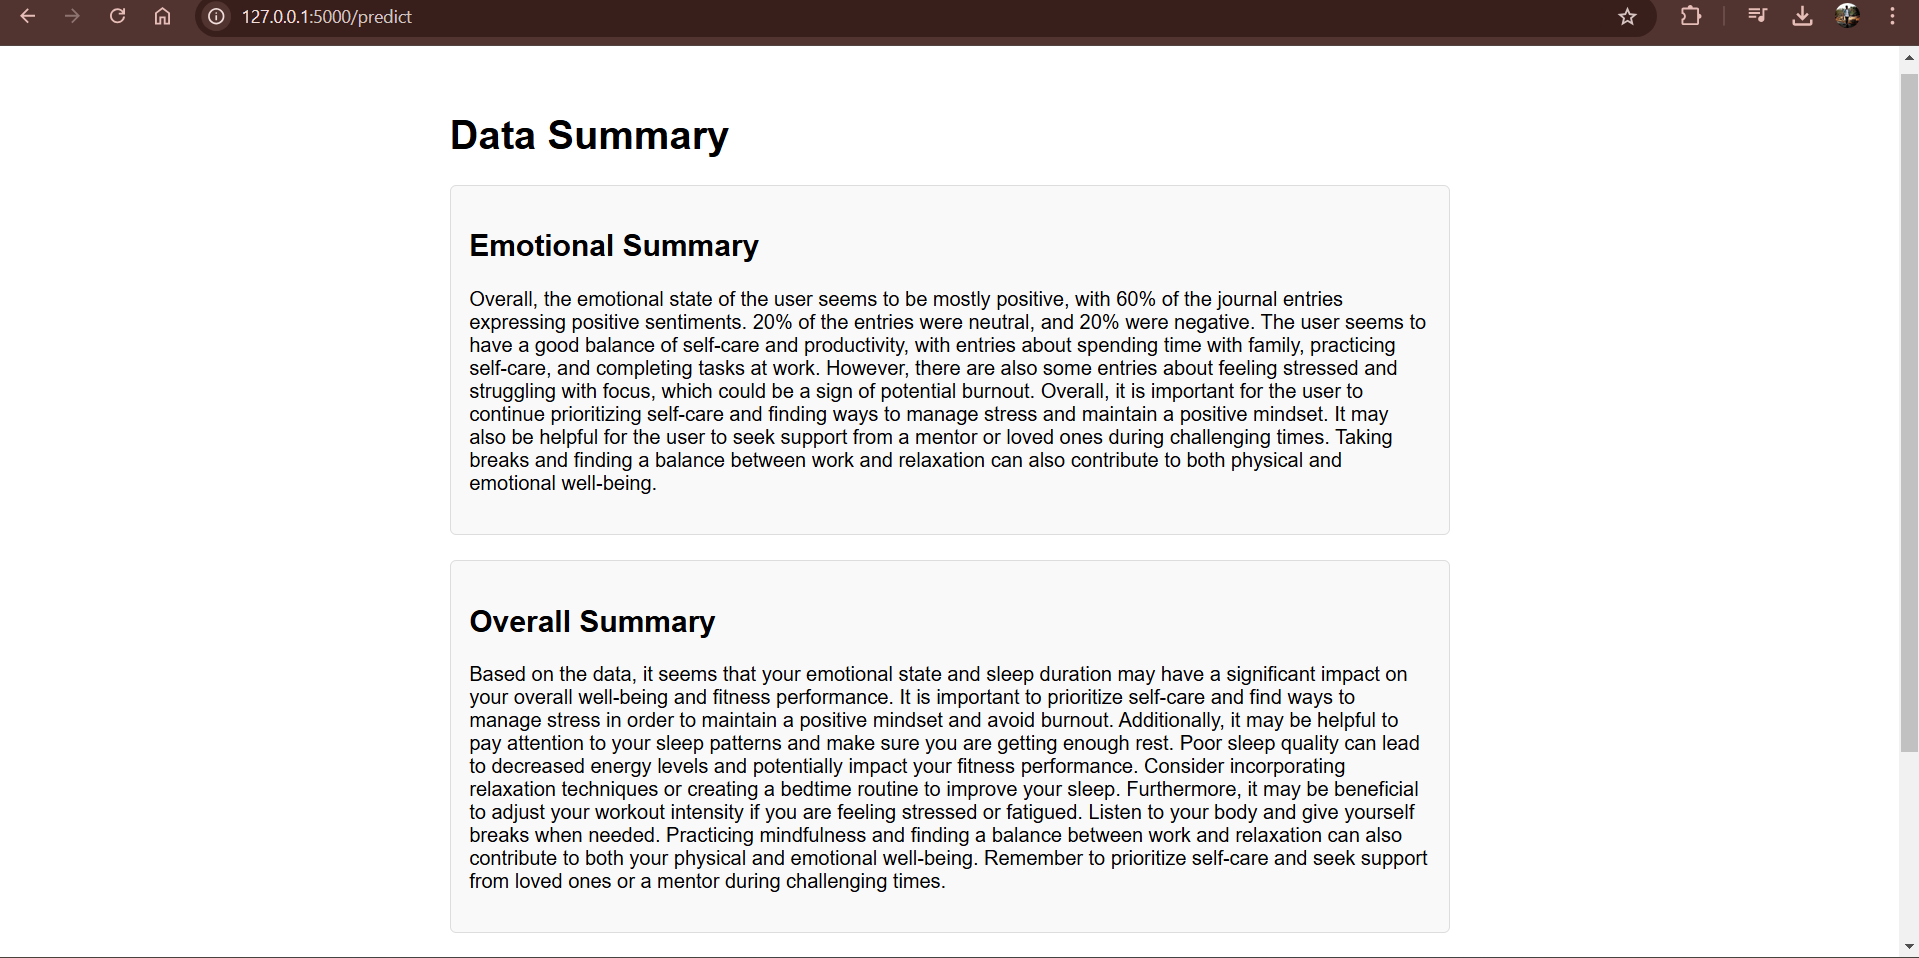 127.0.0.1:5000/predict
Data Summary
Emotional Summary
Overall, the emotional state of the user seems to be mostly positive, with 60% of the journal entries
expressing positive sentiments. 20% of the entries were neutral, and 20% were negative. The user seems to
have a good balance of self-care and productivity, with entries about spending time with family, practicing
self-care, and completing tasks at work. However, there are also some entries about feeling stressed and
struggling with focus, which could be a sign of potential burnout. Overall, it is important for the user to
continue prioritizing self-care and finding ways to manage stress and maintain a positive mindset. It may
also be helpful for the user to seek support from a mentor or loved ones during challenging times. Taking
breaks and finding a balance between work and relaxation can also contribute to both physical and
emotional well-being.
Overall Summary
Based on the data, it seems that your emotional state and sleep duration may have a significant impact on
your overall well-being and fitness performance. It is important to prioritize self-care and find ways to
manage stress in order to maintain a positive mindset and avoid burnout. Additionally, it may be helpful to
pay attention to your sleep patterns and make sure you are getting enough rest. Poor sleep quality can lead
to decreased energy levels and potentially impact your fitness performance. Consider incorporating
relaxation techniques or creating a bedtime routine to improve your sleep. Furthermore, it may be beneficial
to adjust your workout intensity if you are feeling stressed or fatigued. Listen to your body and give yourself
breaks when needed. Practicing mindfulness and finding a balance between work and relaxation can also
contribute to both your physical and emotional well-being. Remember to prioritize self-care and seek support
from loved ones or a mentor during challenging times.